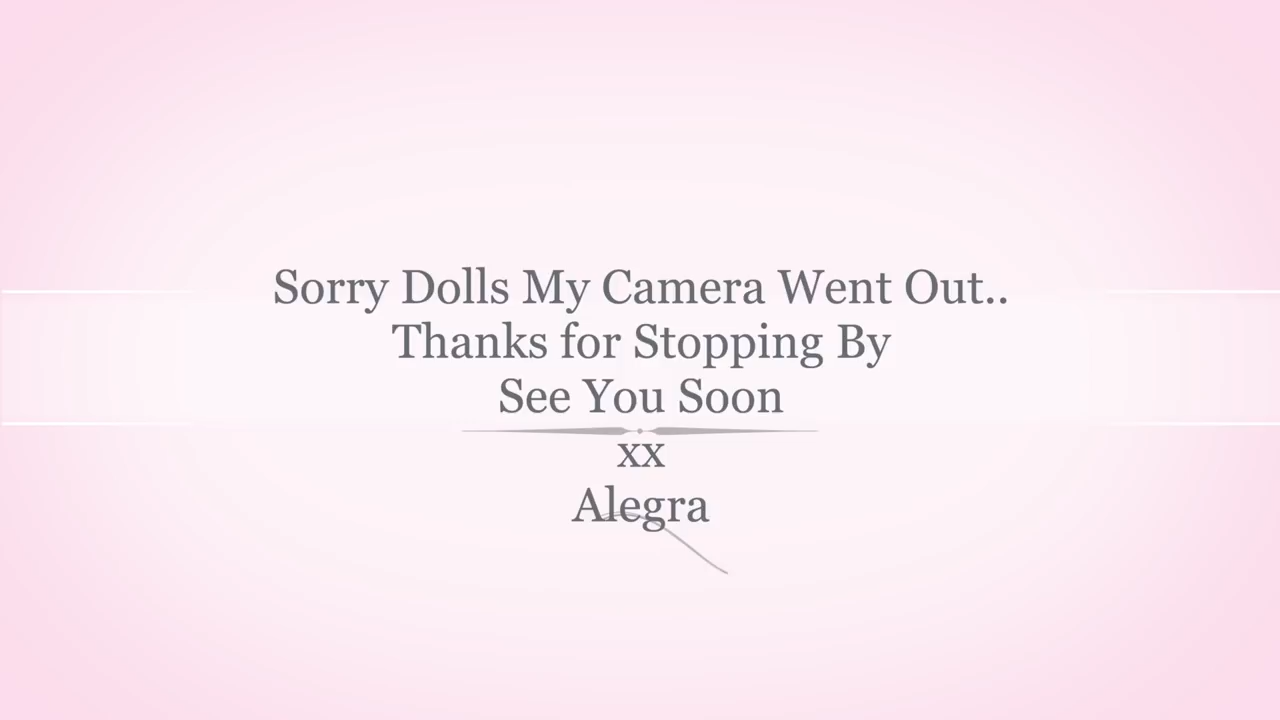 Sorry Dolls My Camera Went Out..
Thanks for Stopping By
See You Soon
xx
Alegra